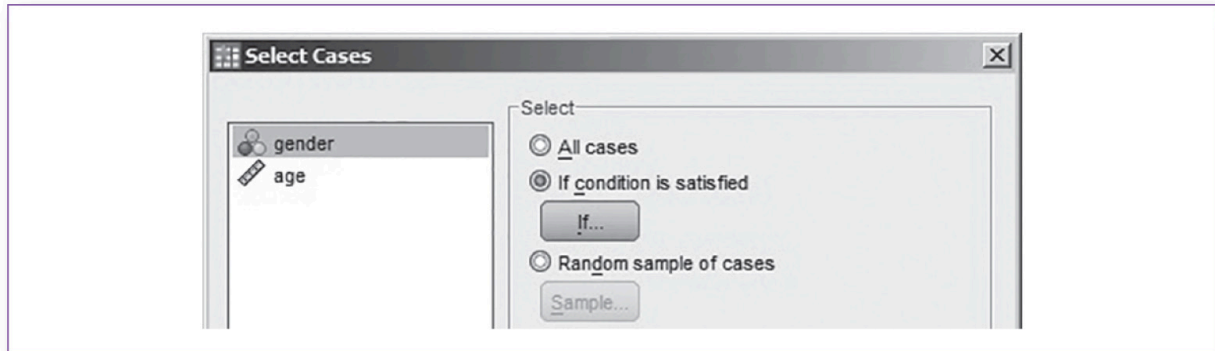 Select Cases
gender
age
Select
All cases
If condition is satisfied
If...
Random sample of cases
Sample...